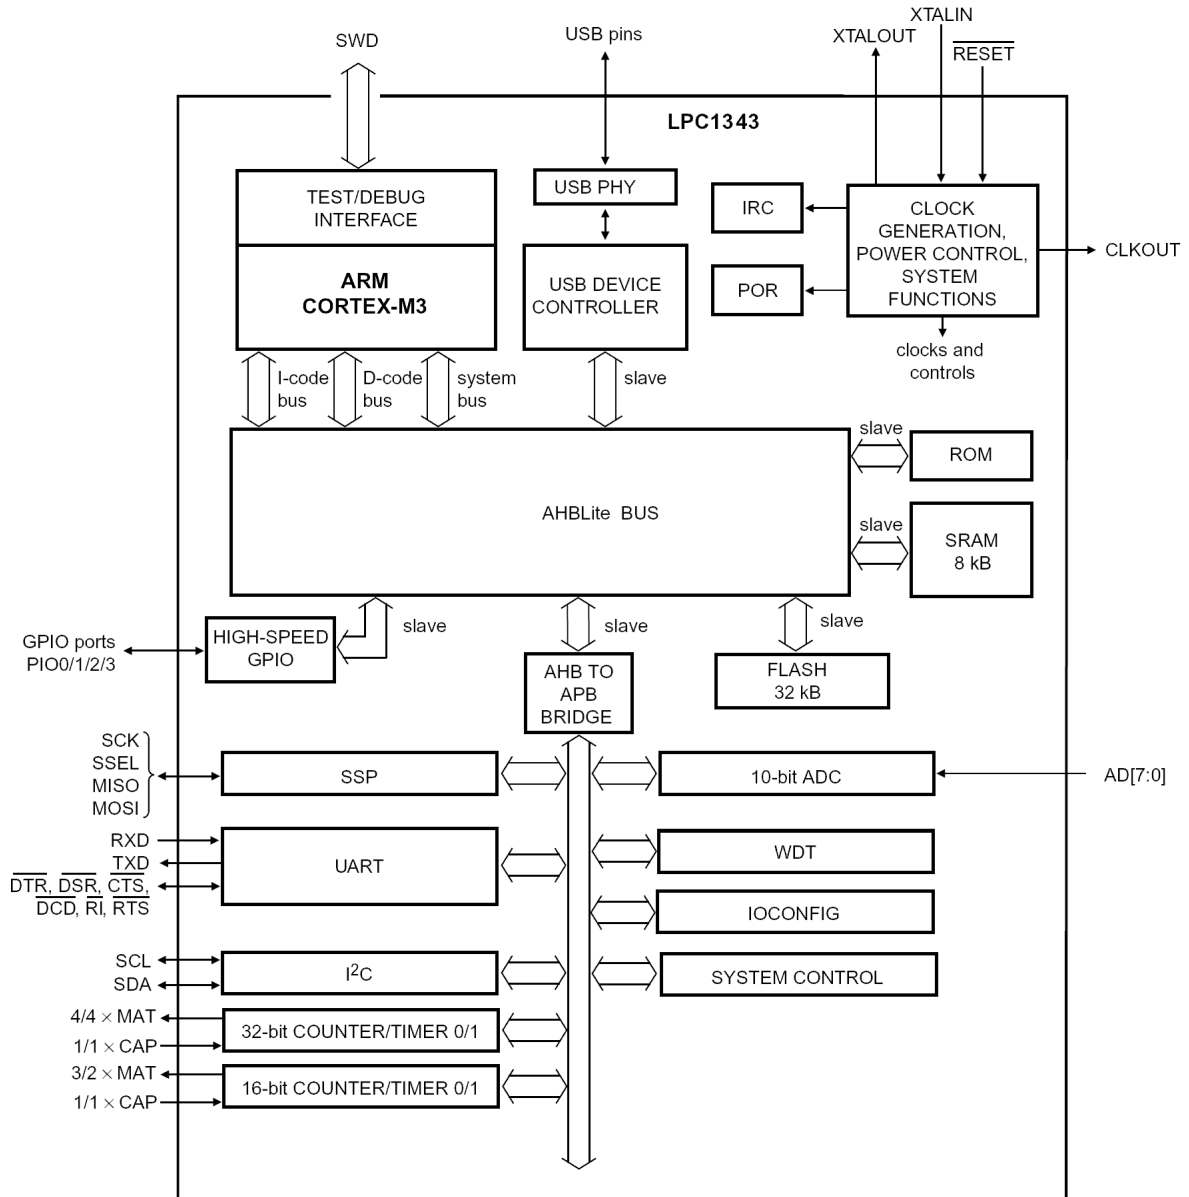 XTALIN
SWD
USB pins
XTALOUT
RESET
LPC1343
TEST/DEBUG
INTERFACE
ARM
CORTEX-M3
USB PHY
USB DEVICE
CONTROLLER
IRC
POR
CLOCK
GENERATION,
POWER CONTROL,
SYSTEM
FUNCTIONS
CLKOUT
clocks and
controls
I-code
bus
D-code
bus
system
bus
slave
AHBLite BUS
slave
ROM
slave
SRAM
8 kB
GPIO ports
PIO0/1/2/3
HIGH-SPEED
GPIO
slave
slave
slave
AHB TO
APB
BRIDGE
FLASH
32 kB
SCK
SSEL
MISO
MOSI
SSP
10-bit ADC
AD[7:0]
RXD
TXD
DTR, DSR, CTS,
DCD, RI, RTS
UART
WDT
IOCONFIG
SCL
SDA
I²C
SYSTEM CONTROL
4/4 × MAT
1/1 × CAP
32-bit COUNTER/TIMER 0/1
3/2 × MAT
1/1 × CAP
16-bit COUNTER/TIMER 0/1